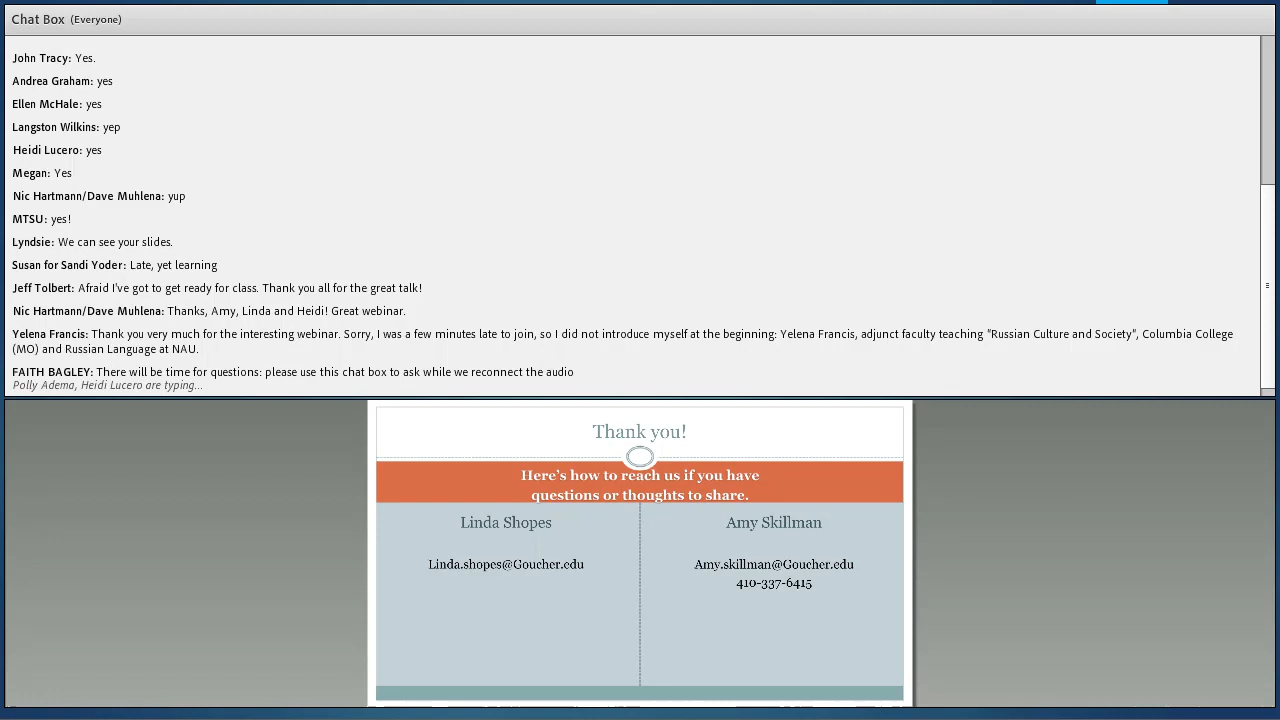 Chat Box (Everyone)
John Tracy: Yes.
Andrea Graham: yes
Ellen McHale: yes
Langston Wilkins: yep
Heidi Lucero: yes
Megan: Yes
Nic Hartmann/Dave Muhlena: yup
MTSU: yes!
Lyndsie: We can see your slides.
Susan for Sandi Yoder: Late, yet learning
Jeff Tolbert: Afraid I've got to get ready for class. Thank you all for the great talk!
Nic Hartmann/Dave Muhlena: Thanks, Amy, Linda and Heidi! Great webinar.
Yelena Francis: Thank you very much for the interesting webinar. Sorry, I was a few minutes late to join, so I did not introduce myself at the beginning: Yelena Francis, adjunct faculty teaching "Russian Culture and Society", Columbia College
(MO) and Russian Language at NAU.
FAITH BAGLEY: There will be time for questions: please use this chat box to ask while we reconnect the audio
Polly Adema, Heidi Lucero are typing...
Thank you!
Here's how to reach us if you have
questions or thoughts to share.
Linda Shopes
Linda.shopes@Goucher.edu
Amy Skillman
Amy.skillman@Goucher.edu
410-337-6415